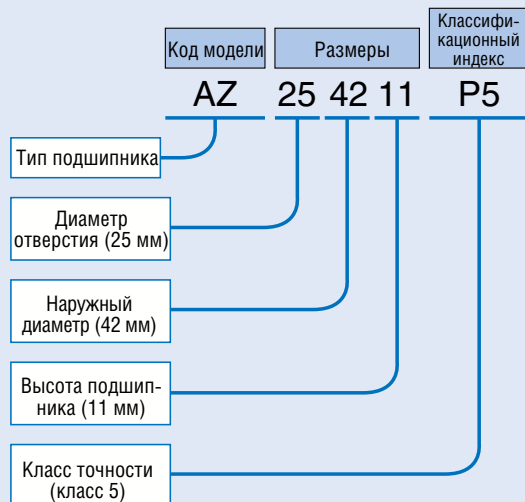 Код модели
Размеры
Классифи-
кационный
индекс
AZ 25 42 11 P5
Тип подшипника
Диаметр
отверстия (25 мм)
Наружный
диаметр (42 мм)
Высота подшип-
ника (11 мм)
Класс точности
(класс 5)